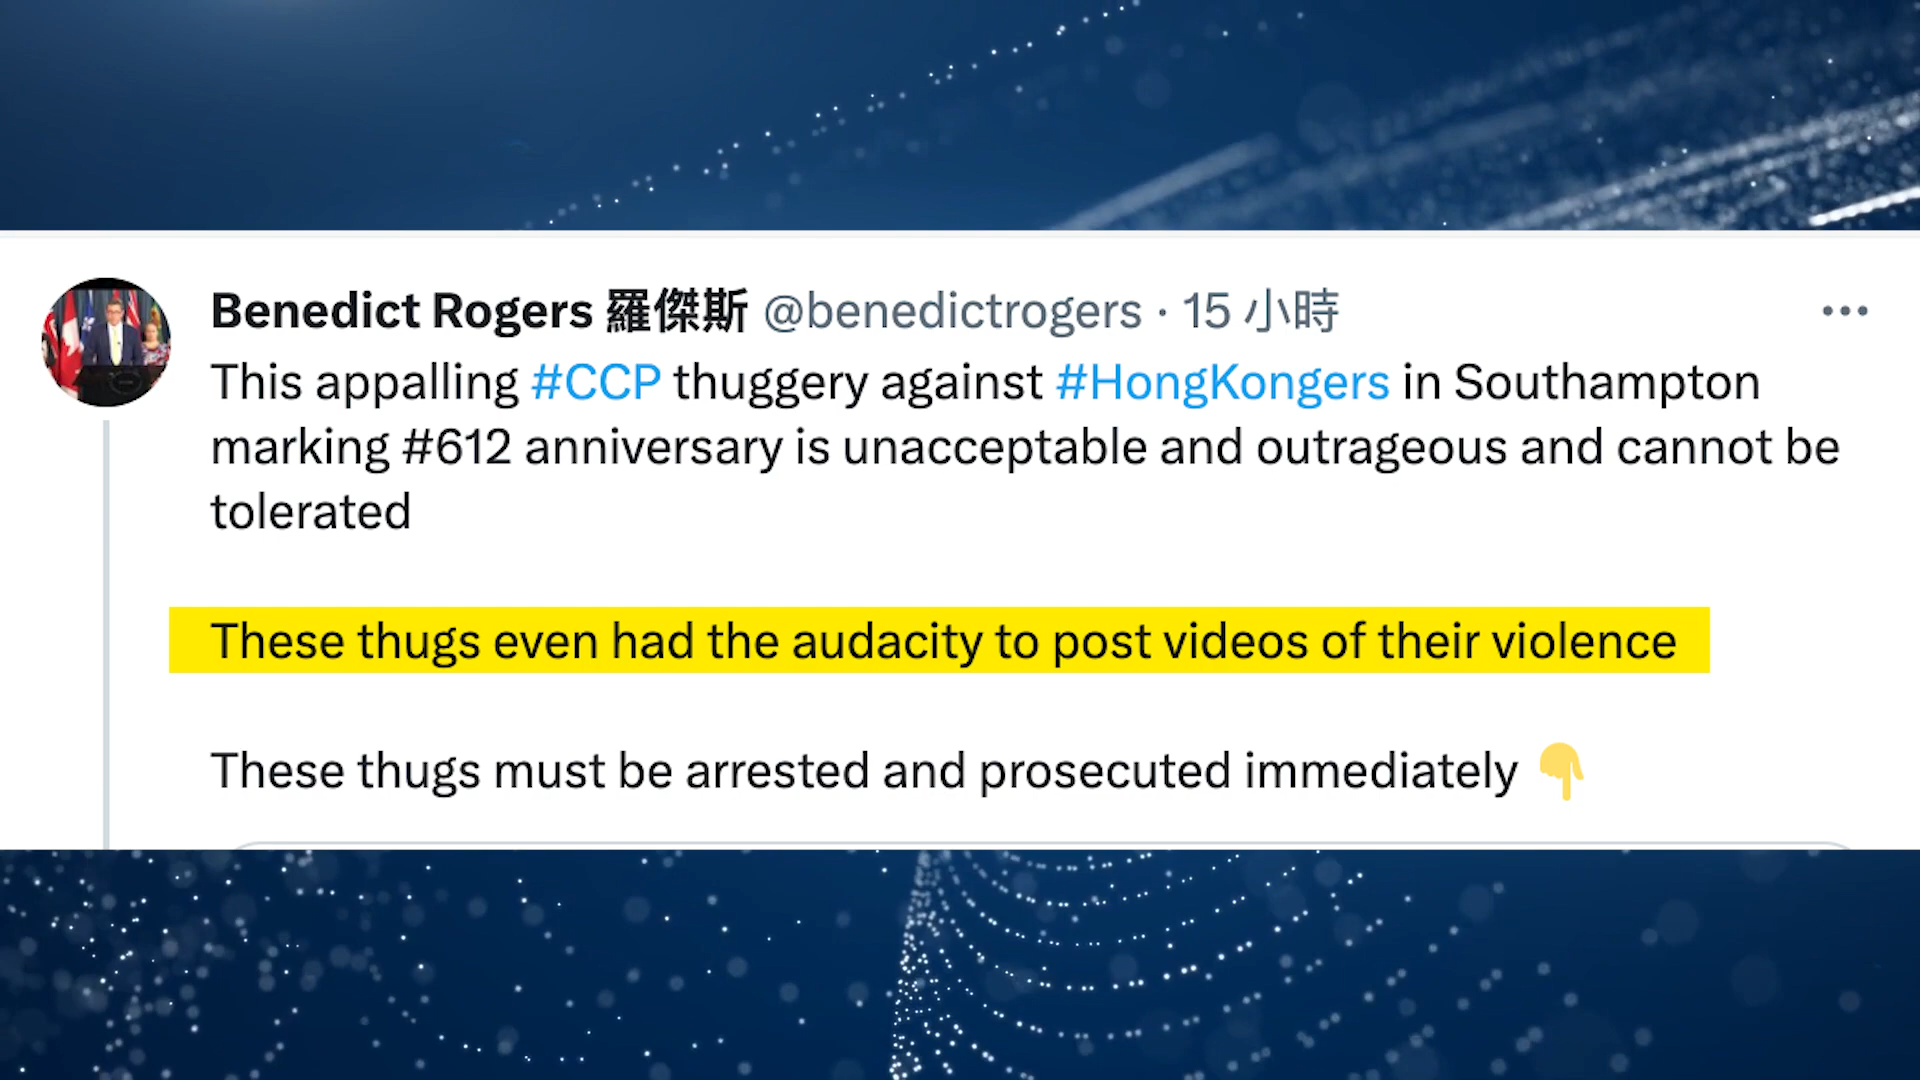 Benedict Rogers 羅傑斯 @benedictrogers · 15 小時
This appalling #CCP thuggery against #HongKongers in Southampton
marking #612 anniversary is unacceptable and outrageous and cannot be
tolerated
These thugs even had the audacity to post videos of their violence
These thugs must be arrested and prosecuted immediately 👇